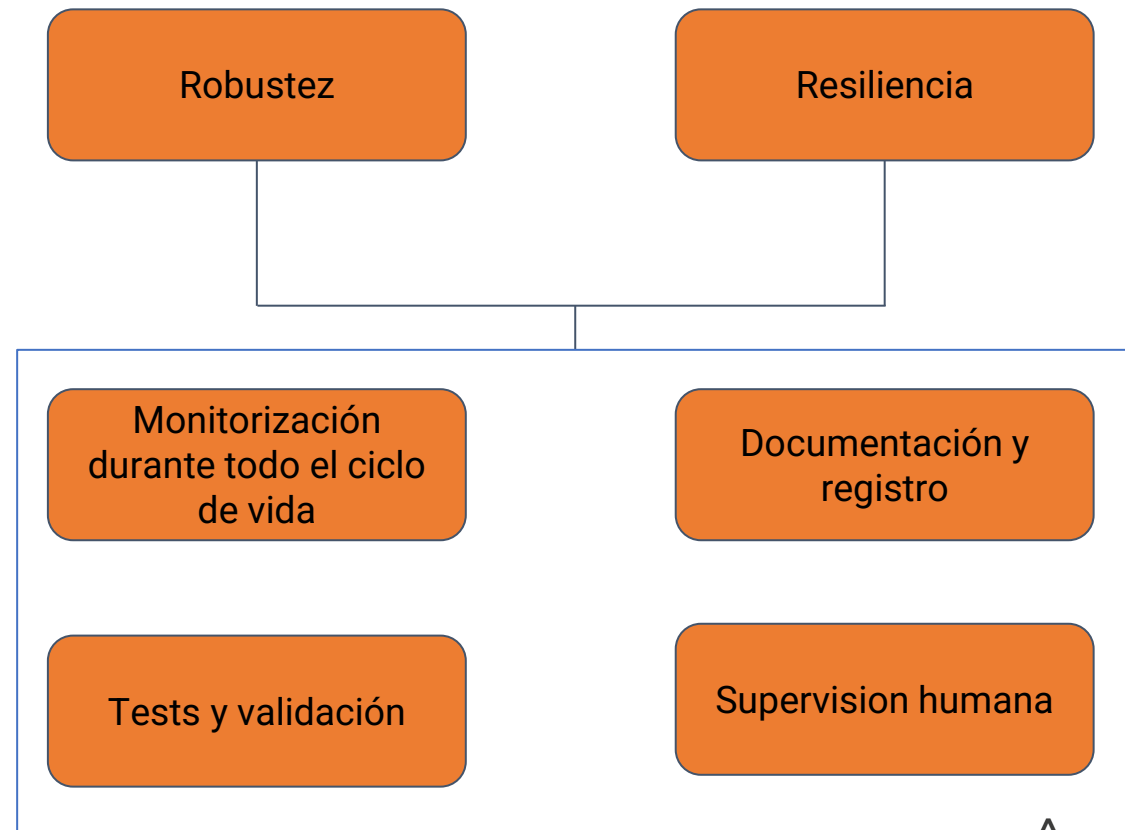 Robustez
Resiliencia
Monitorización
durante todo el ciclo
de vida
Documentación y
registro
Tests y validación
Supervision humana